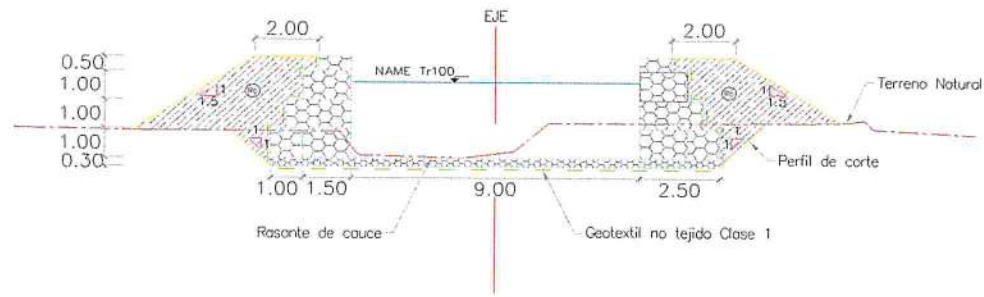 EJE
2.00
2.00
0.50
1.00
1.00
1.00
0.30
NAME Tr100
Rc
Rc
1
1.5
1
1.5
1
1
1
1
Terreno Natural
Perfil de corte
1.00
1.50
9.00
2.50
Rasante de cauce
Geotextil no tejido Clase 1